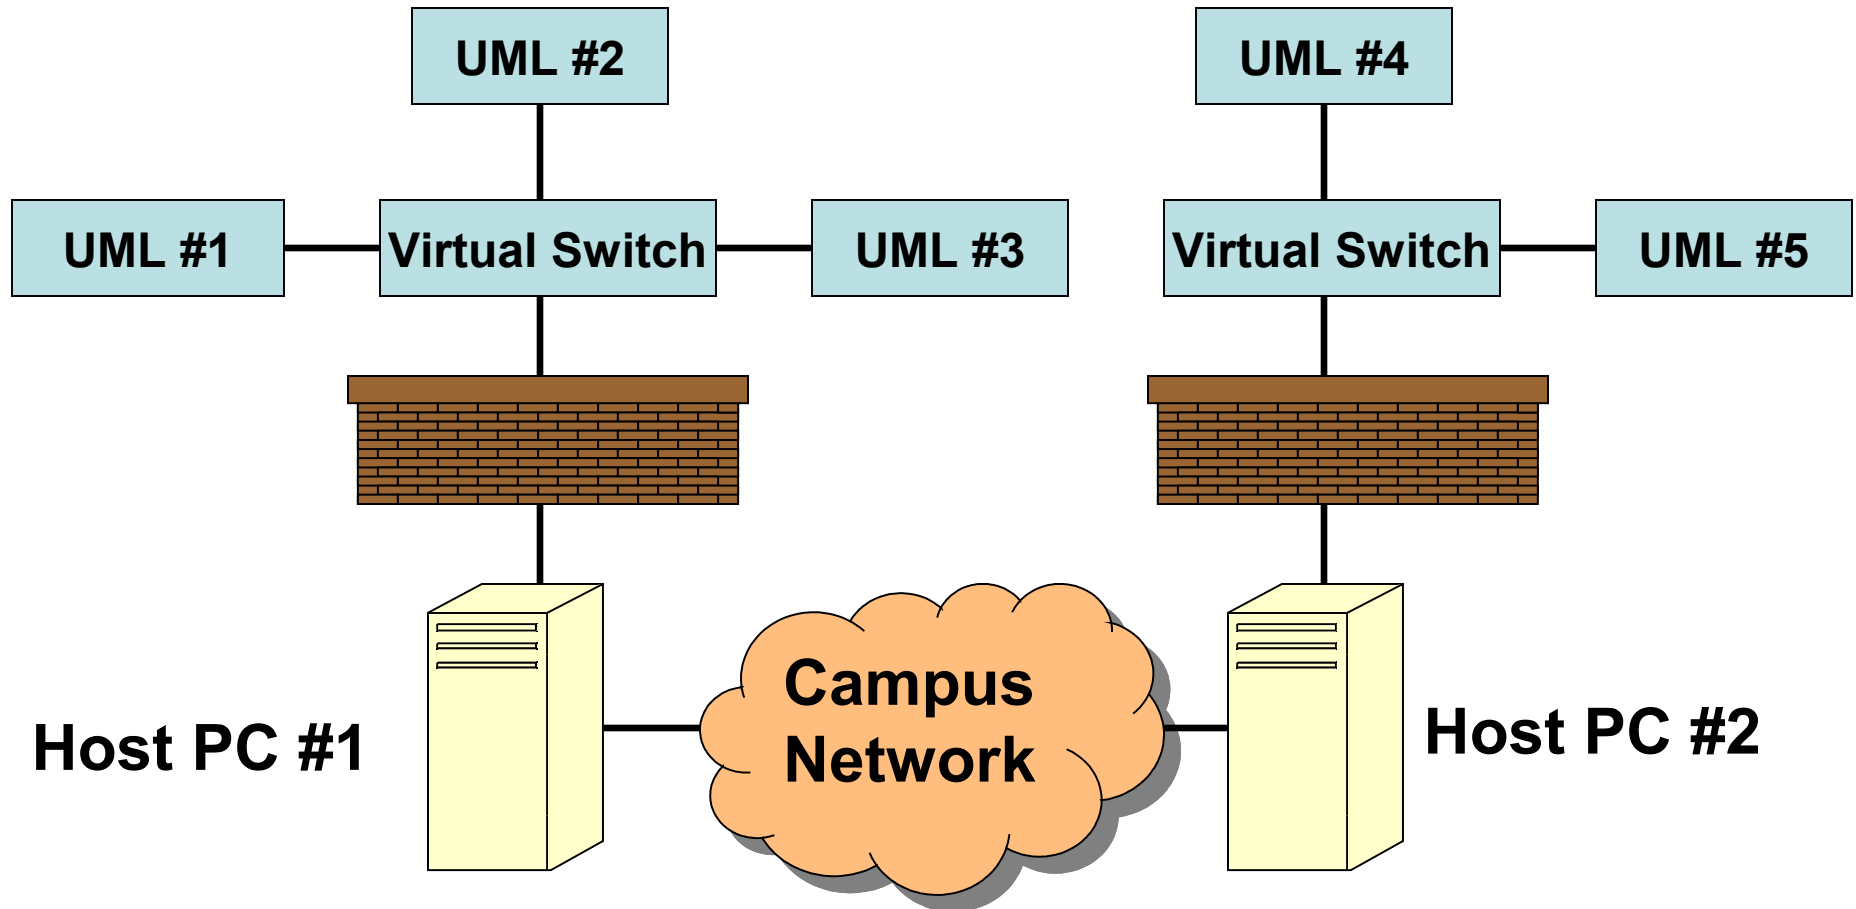 UML #2
UML #4
UML #1
Virtual Switch
UML #3
Virtual Switch
UML #5
Host PC #1
Campus
Network
Host PC #2